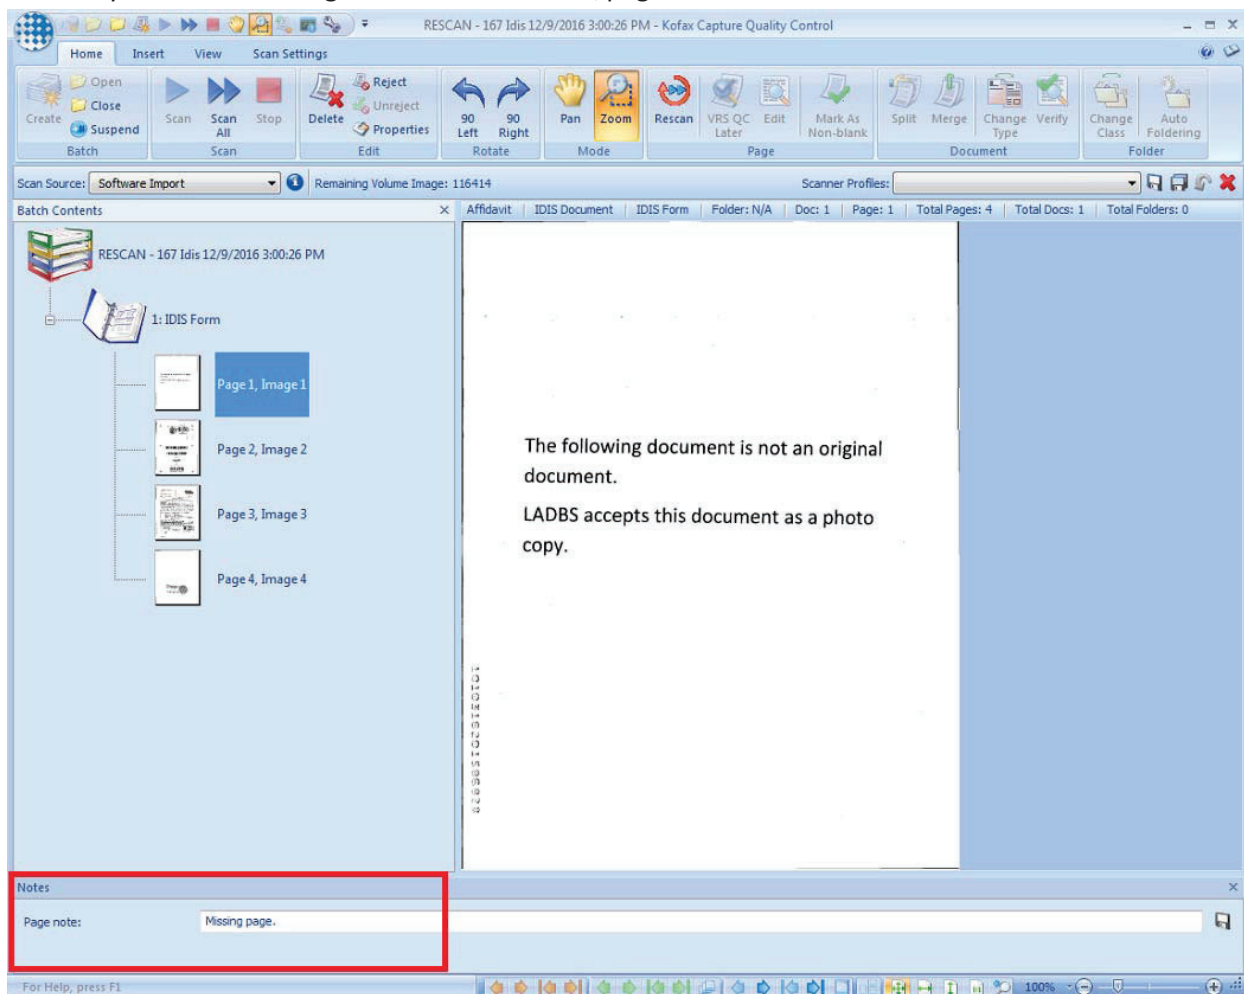 RESCAN - 167 Idis 12/9/2016 3:00:26 PM - Kofax Capture Quality Control
Home Insert View Scan Settings
Create Open Close Suspend
Scan Scan All Stop
Delete Reject Unreject Properties
90 Left 90 Right
Pan Zoom
Rescan VRS QC Later Edit Mark As Non-blank
Split Merge Change Type Verify
Change Class Auto Foldering
Batch Scan Edit Rotate Mode Page Document Folder
Scan Source: Software Import Remaining Volume Image: 116414 Scanner Profiles:
Batch Contents
Affidavit IDIS Document IDIS Form Folder: N/A Doc: 1 Page: 1 Total Pages: 4 Total Docs: 1 Total Folders: 0
RESCAN - 167 Idis 12/9/2016 3:00:26 PM
1: IDIS Form
Page 1, Image 1
Page 2, Image 2
Page 3, Image 3
Page 4, Image 4
The following document is not an original
document.
LADBS accepts this document as a photo
copy.
Notes
Page note: Missing page.
For Help, press F1
100%